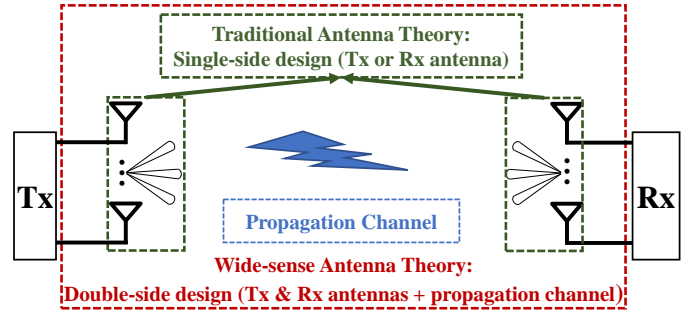 Traditional Antenna Theory:
Single-side design (Tx or Rx antenna)
Tx
Rx
Propagation Channel
Wide-sense Antenna Theory:
Double-side design (Tx & Rx antennas + propagation channel)